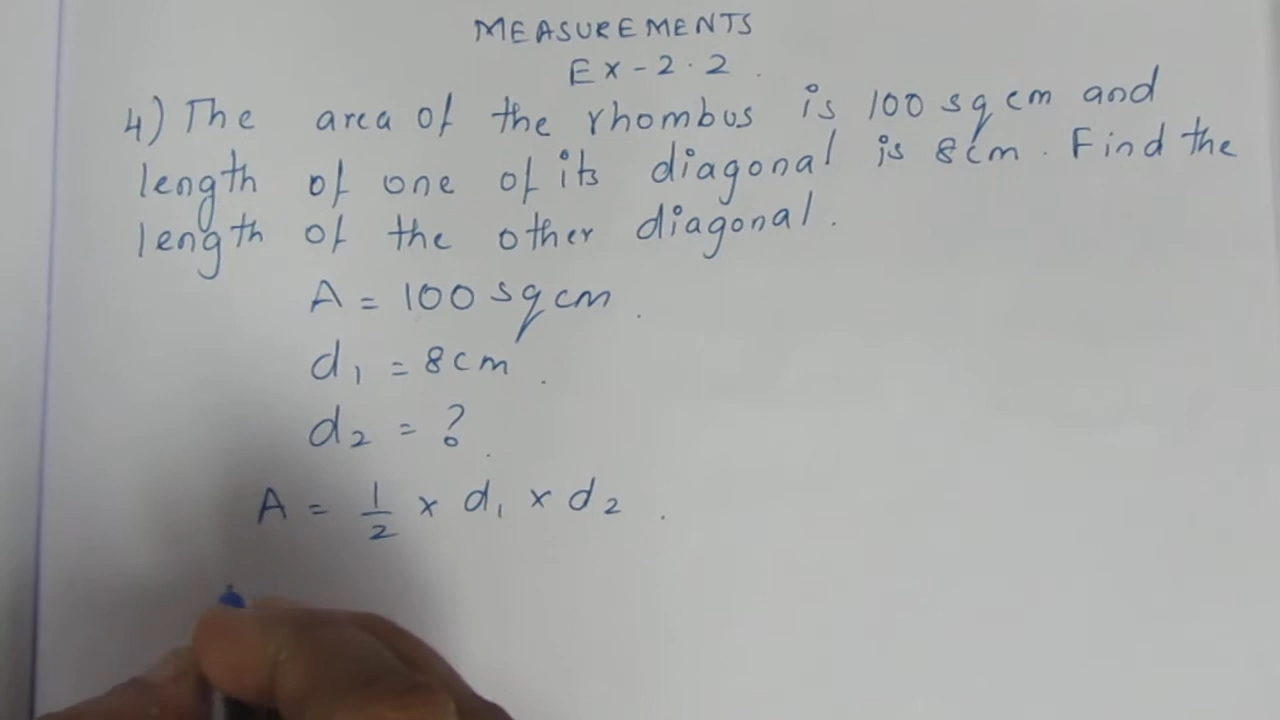 MEASUREMENTS
Ex-2.2.
4) The area of the rhombus is 100 sq cm and
length of one of its diagonal is 8cm. Find the
length of the other diagonal.
A = 100 sq cm.
d₁ = 8cm.
d₂ = ?.
A = 1/2 × d₁ × d₂.